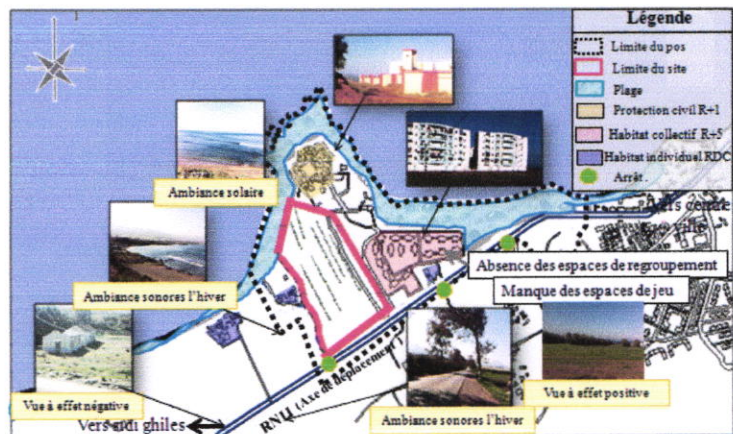 Légende
Limite du pos
Limite du site
Plage
Protection civil R+1
Habitat collectif R+5
Habitat individuel RDC
Arrêt .
Ambiance solaire
Vers centre
ville
Absence des espaces de regroupement
Manque des espaces de jeu
Ambiance sonores l'hiver
Vue à effet négative
Vers sidi ghiles
RN11 (Axe de déplacement )
Ambiance sonores l'hiver
Vue à effet positive